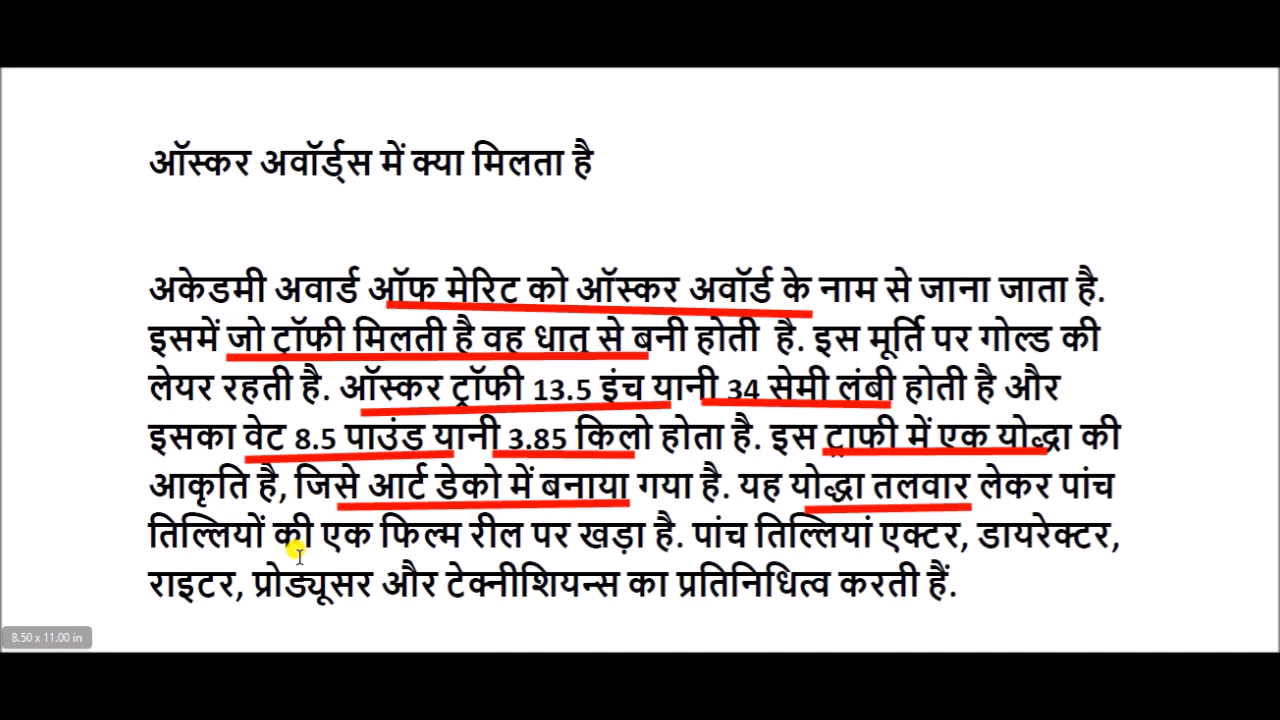 ऑस्कर अवॉर्ड्स में क्या मिलता है
अकेडमी अवार्ड ऑफ मेरिट को ऑस्कर अवॉर्ड के नाम से जाना जाता है.
इसमें जो ट्रॉफी मिलती है वह धातु से बनी होती है. इस मूर्ति पर गोल्ड की
लेयर रहती है. ऑस्कर ट्रॉफी 13.5 इंच यानी 34 सेमी लंबी होती है और
इसका वेट 8.5 पाउंड यानी 3.85 किलो होता है. इस ट्राफी में एक योद्धा की
आकृति है, जिसे आर्ट डेको में बनाया गया है. यह योद्धा तलवार लेकर पांच
तिल्लियों की एक फिल्म रील पर खड़ा है. पांच तिल्लियां एक्टर, डायरेक्टर,
राइटर, प्रोड्यूसर और टेक्नीशियन्स का प्रतिनिधित्व करती हैं.
8.50 x 11.00 in